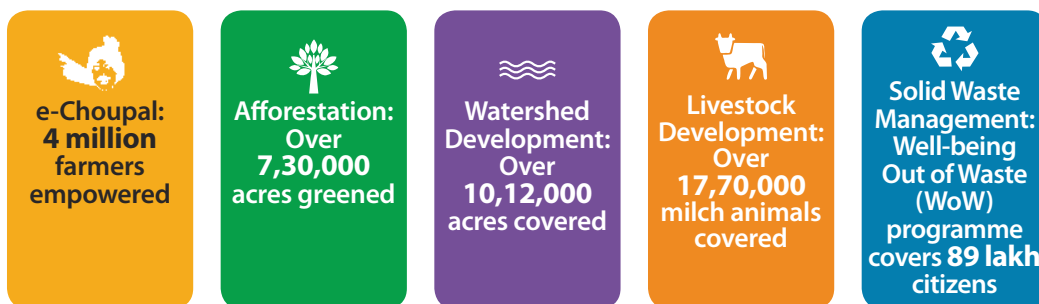 e-Choupal:
4 million
farmers
empowered
Afforestation:
Over
7,30,000
acres greened
Watershed
Development:
Over
10,12,000
acres covered
Livestock
Development:
Over
17,70,000
milch animals
covered
Solid Waste
Management:
Well-being
Out of Waste
(WoW)
programme
covers 89 lakh
citizens